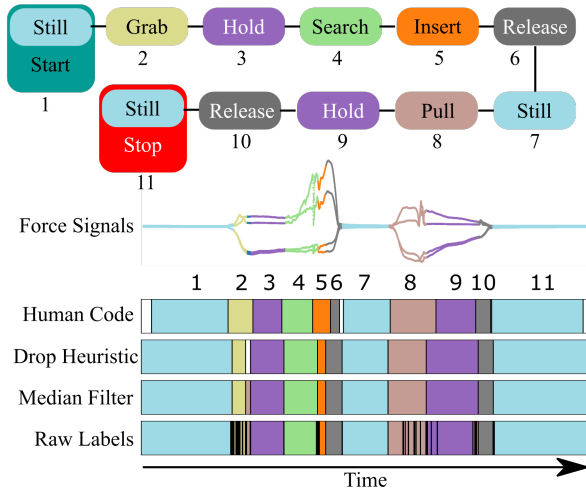 Still Grab Hold Search Insert Release
Start
1 2 3 4 5 6
Still Release Hold Pull Still
Stop
11 10 9 8 7
Force Signals
1 2 3 4 5 6 7 8 9 10 11
Human Code
Drop Heuristic
Median Filter
Raw Labels
Time